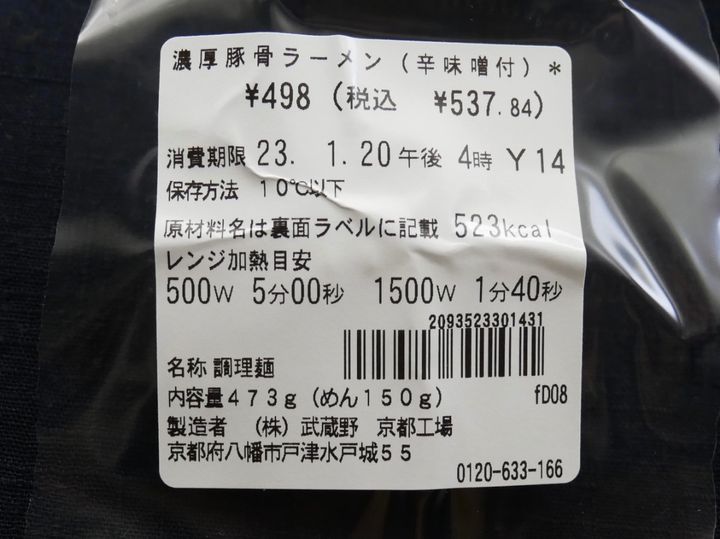 濃厚豚骨ラーメン(辛味噌付)*
¥498(税込 ¥537.84)
消費期限 23. 1.20午後 4時 Y14
保存方法 10℃以下
原材料名は裏面ラベルに記載 523kcal
レンジ加熱目安
500W 5分00秒 1500W 1分40秒
2093523301431
名称 調理麺
内容量473g(めん150g) fD08
製造者 (株)武蔵野 京都工場
京都府八幡市戸津水戸城55
0120-633-166